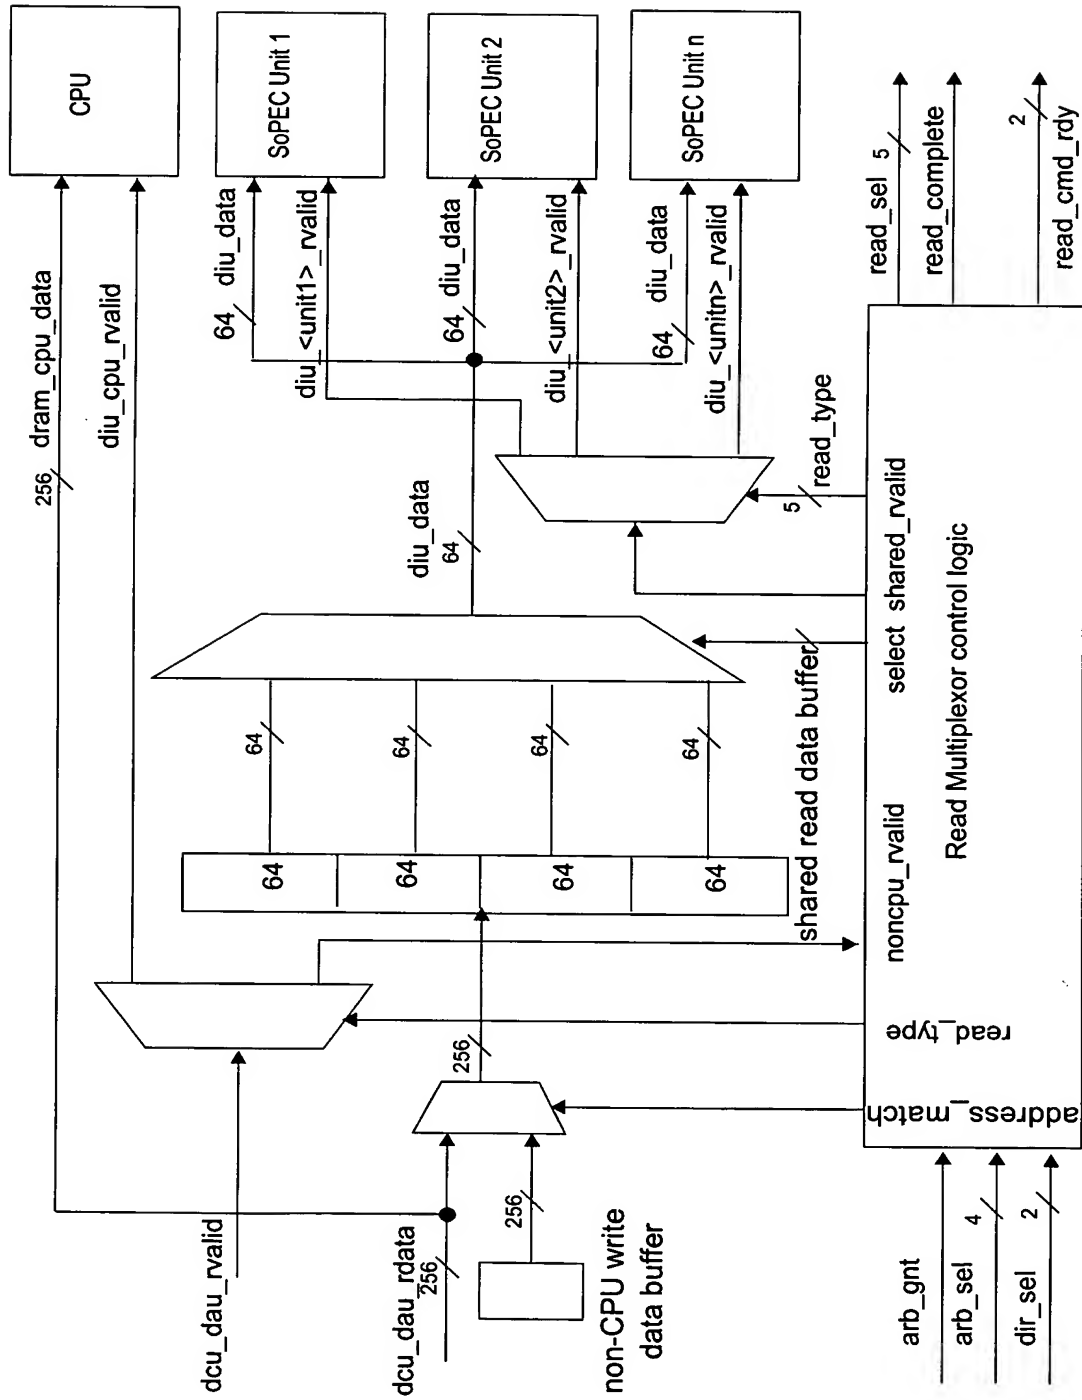 CPU
SoPEC Unit 1
SoPEC Unit 2
SoPEC Unit n
256
dram_cpu_data
diu_cpu_rvalid
64
diu_data
diu_<unit1>_rvalid
64
diu_data
diu_<unit2>_rvalid
64
diu_data
diu_<unitn>_rvalid
diu_data
64
5
read_type
64
64
64
64
64
64
64
64
shared read data buffer
256
dcu_dau_rvalid
dcu_dau_rdata
256
256
non-CPU write
data buffer
address_match
read_type
noncpu_rvalid
select
shared_rvalid
Read Multiplexor control logic
arb_gnt
arb_sel
4
dir_sel
2
read_sel
5
read_complete
2
read_cmd_rdy